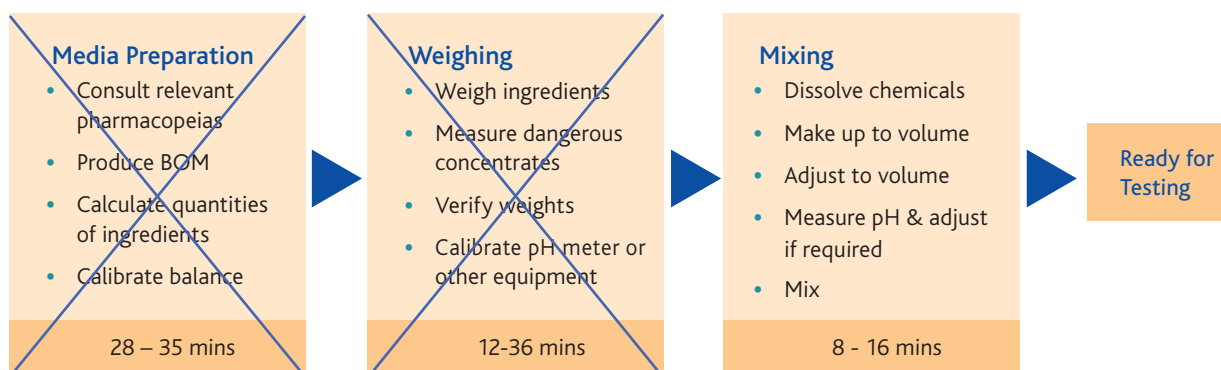 Media Preparation
• Consult relevant
pharmacopeias
• Produce BOM
• Calculate quantities
of ingredients
• Calibrate balance
28 – 35 mins
Weighing
• Weigh ingredients
• Measure dangerous
concentrates
• Verify weights
• Calibrate pH meter or
other equipment
12-36 mins
Mixing
• Dissolve chemicals
• Make up to volume
• Adjust to volume
• Measure pH & adjust
if required
• Mix
8 - 16 mins
Ready for
Testing